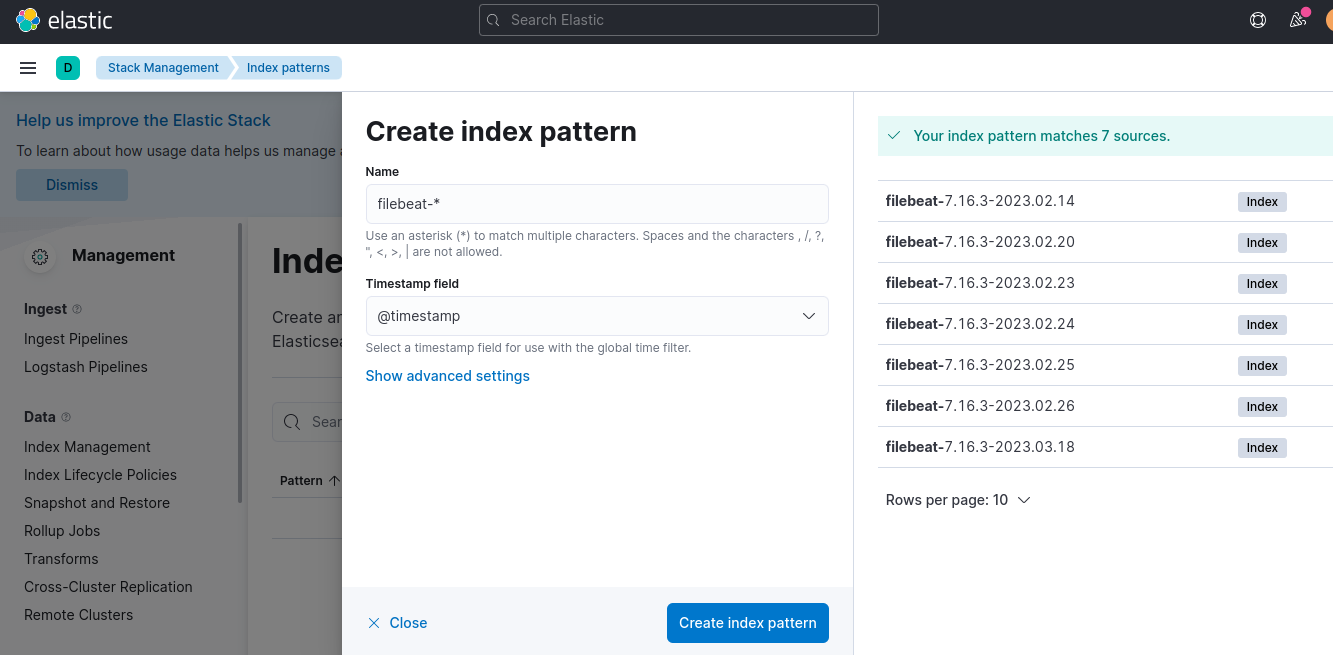 elastic
Search Elastic
D
Stack Management
Index patterns
Help us improve the Elastic Stack
To learn about how usage data helps us manage
Dismiss
Management
Ingest
Ingest Pipelines
Logstash Pipelines
Data
Index Management
Index Lifecycle Policies
Snapshot and Restore
Rollup Jobs
Transforms
Cross-Cluster Replication
Remote Clusters
Inde
Create
Elasticsea
Sear
Pattern
Create index pattern
Name
filebeat-*
Use an asterisk (*) to match multiple characters. Spaces and the characters , /, ?,
", <, >, | are not allowed.
Timestamp field
@timestamp
Select a timestamp field for use with the global time filter.
Show advanced settings
Close
Create index pattern
Your index pattern matches 7 sources.
filebeat-7.16.3-2023.02.14 Index
filebeat-7.16.3-2023.02.20 Index
filebeat-7.16.3-2023.02.23 Index
filebeat-7.16.3-2023.02.24 Index
filebeat-7.16.3-2023.02.25 Index
filebeat-7.16.3-2023.02.26 Index
filebeat-7.16.3-2023.03.18 Index
Rows per page: 10